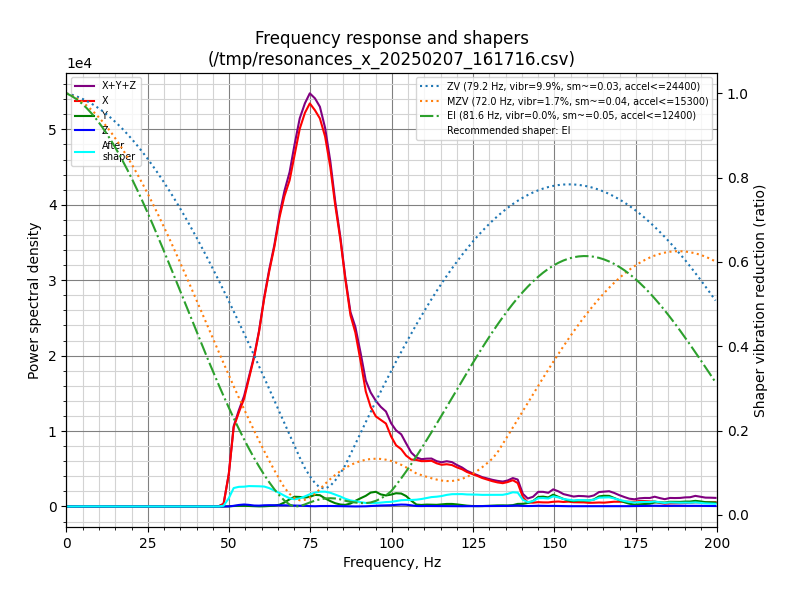 Frequency response and shapers
(/tmp/resonances_x_20250207_161716.csv)
1e4
X+Y+Z
X
Y
Z
After
shaper
ZV (79.2 Hz, vibr=9.9%, sm~=0.03, accel<=24400)
MZV (72.0 Hz, vibr=1.7%, sm~=0.04, accel<=15300)
EI (81.6 Hz, vibr=0.0%, sm~=0.05, accel<=12400)
Recommended shaper: EI
Power spectral density
5
4
3
2
1
0
1.0
0.8
0.6
0.4
0.2
0.0
Shaper vibration reduction (ratio)
0 25 50 75 100 125 150 175 200
Frequency, Hz